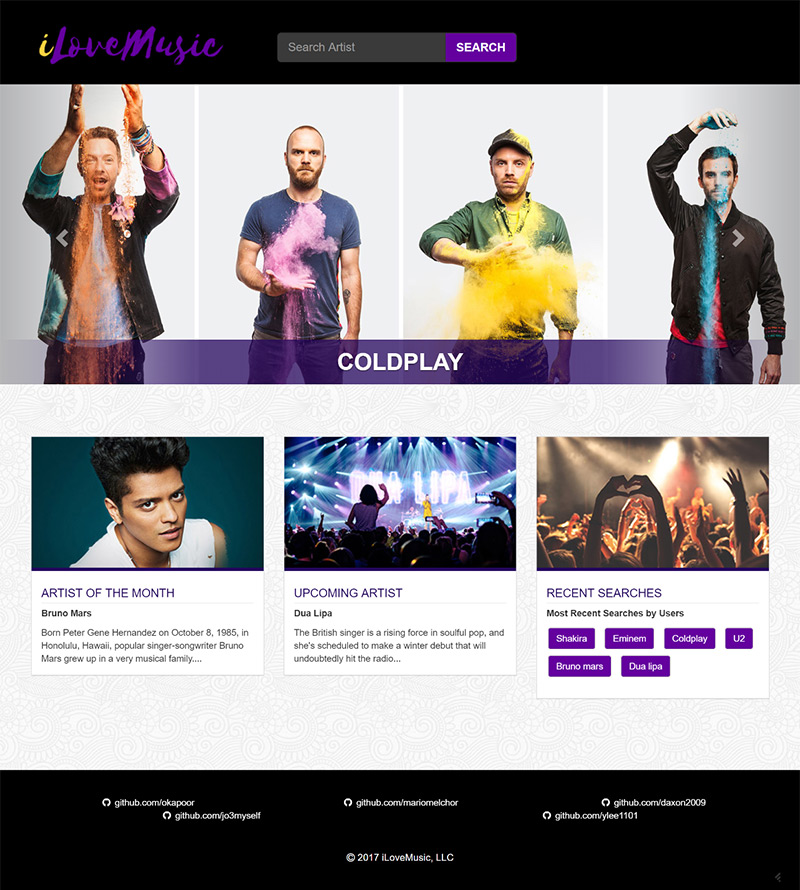 iLoveMusic
Search Artist
SEARCH
COLDPLAY
DUA LIPA
ARTIST OF THE MONTH
Bruno Mars
Born Peter Gene Hernandez on October 8, 1985, in
Honolulu, Hawaii, popular singer-songwriter Bruno
Mars grew up in a very musical family....
UPCOMING ARTIST
Dua Lipa
The British singer is a rising force in soulful pop, and
she's scheduled to make a winter debut that will
undoubtedly hit the radio...
RECENT SEARCHES
Most Recent Searches by Users
Shakira Eminem Coldplay U2
Bruno mars Dua lipa
github.com/okapoor github.com/mariomelchor github.com/daxon2009
github.com/jo3myself github.com/ylee1101
© 2017 iLoveMusic, LLC